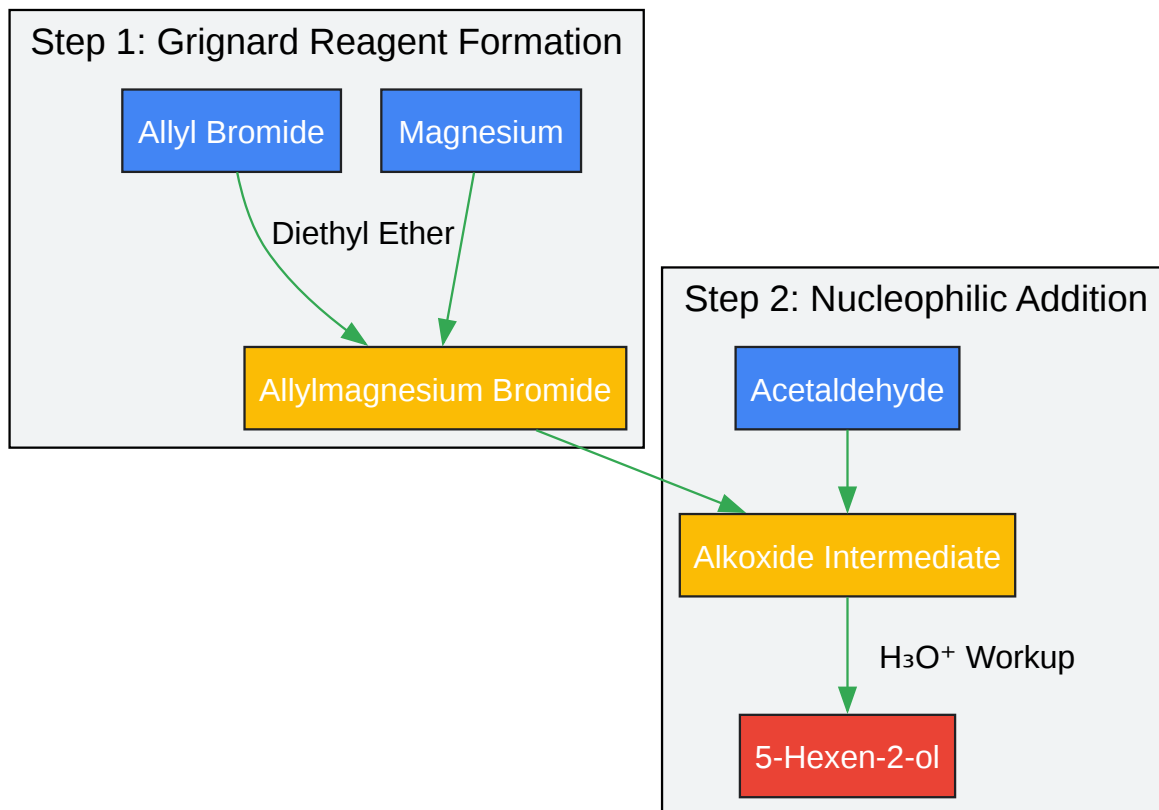 Step 1: Grignard Reagent Formation
Allyl Bromide
Magnesium
Diethyl Ether
Allylmagnesium Bromide
Step 2: Nucleophilic Addition
Acetaldehyde
Alkoxide Intermediate
H₃O⁺ Workup
5-Hexen-2-ol